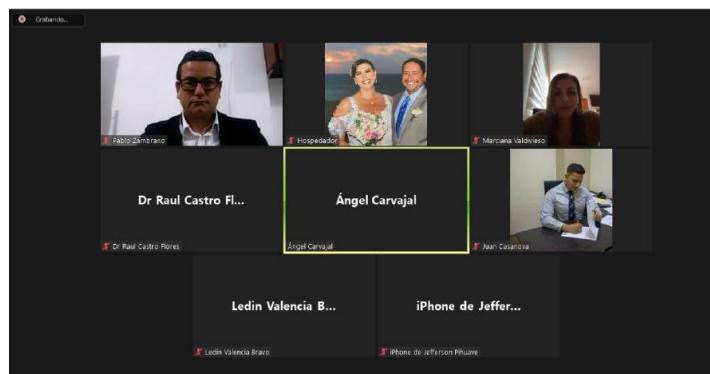 Grabando...
Pablo Zambrano
Hospedador
Marciana Valdivieso
Dr Raul Castro Fl...
Dr Raul Castro Flores
Ángel Carvajal
Ángel Carvajal
Juan Casanova
Ledin Valencia B...
Ledin Valencia Bravo
iPhone de Jeffer...
iPhone de Jefferson Pihuave